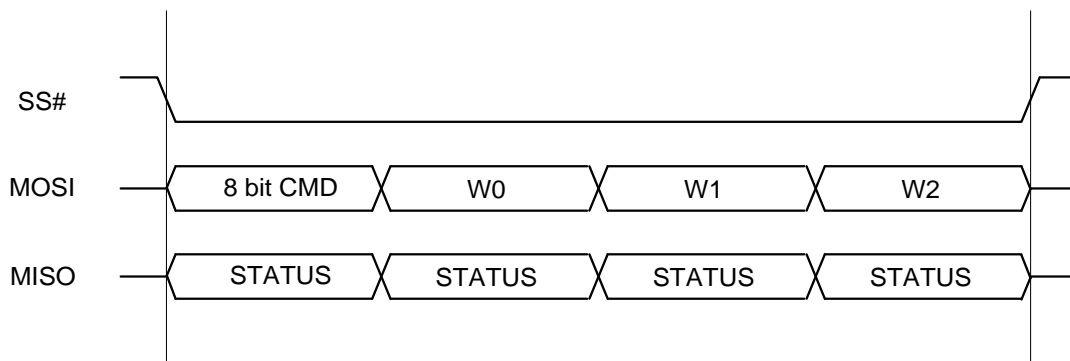 SS#
MOSI 8 bit CMD W0 W1 W2
MISO STATUS STATUS STATUS STATUS